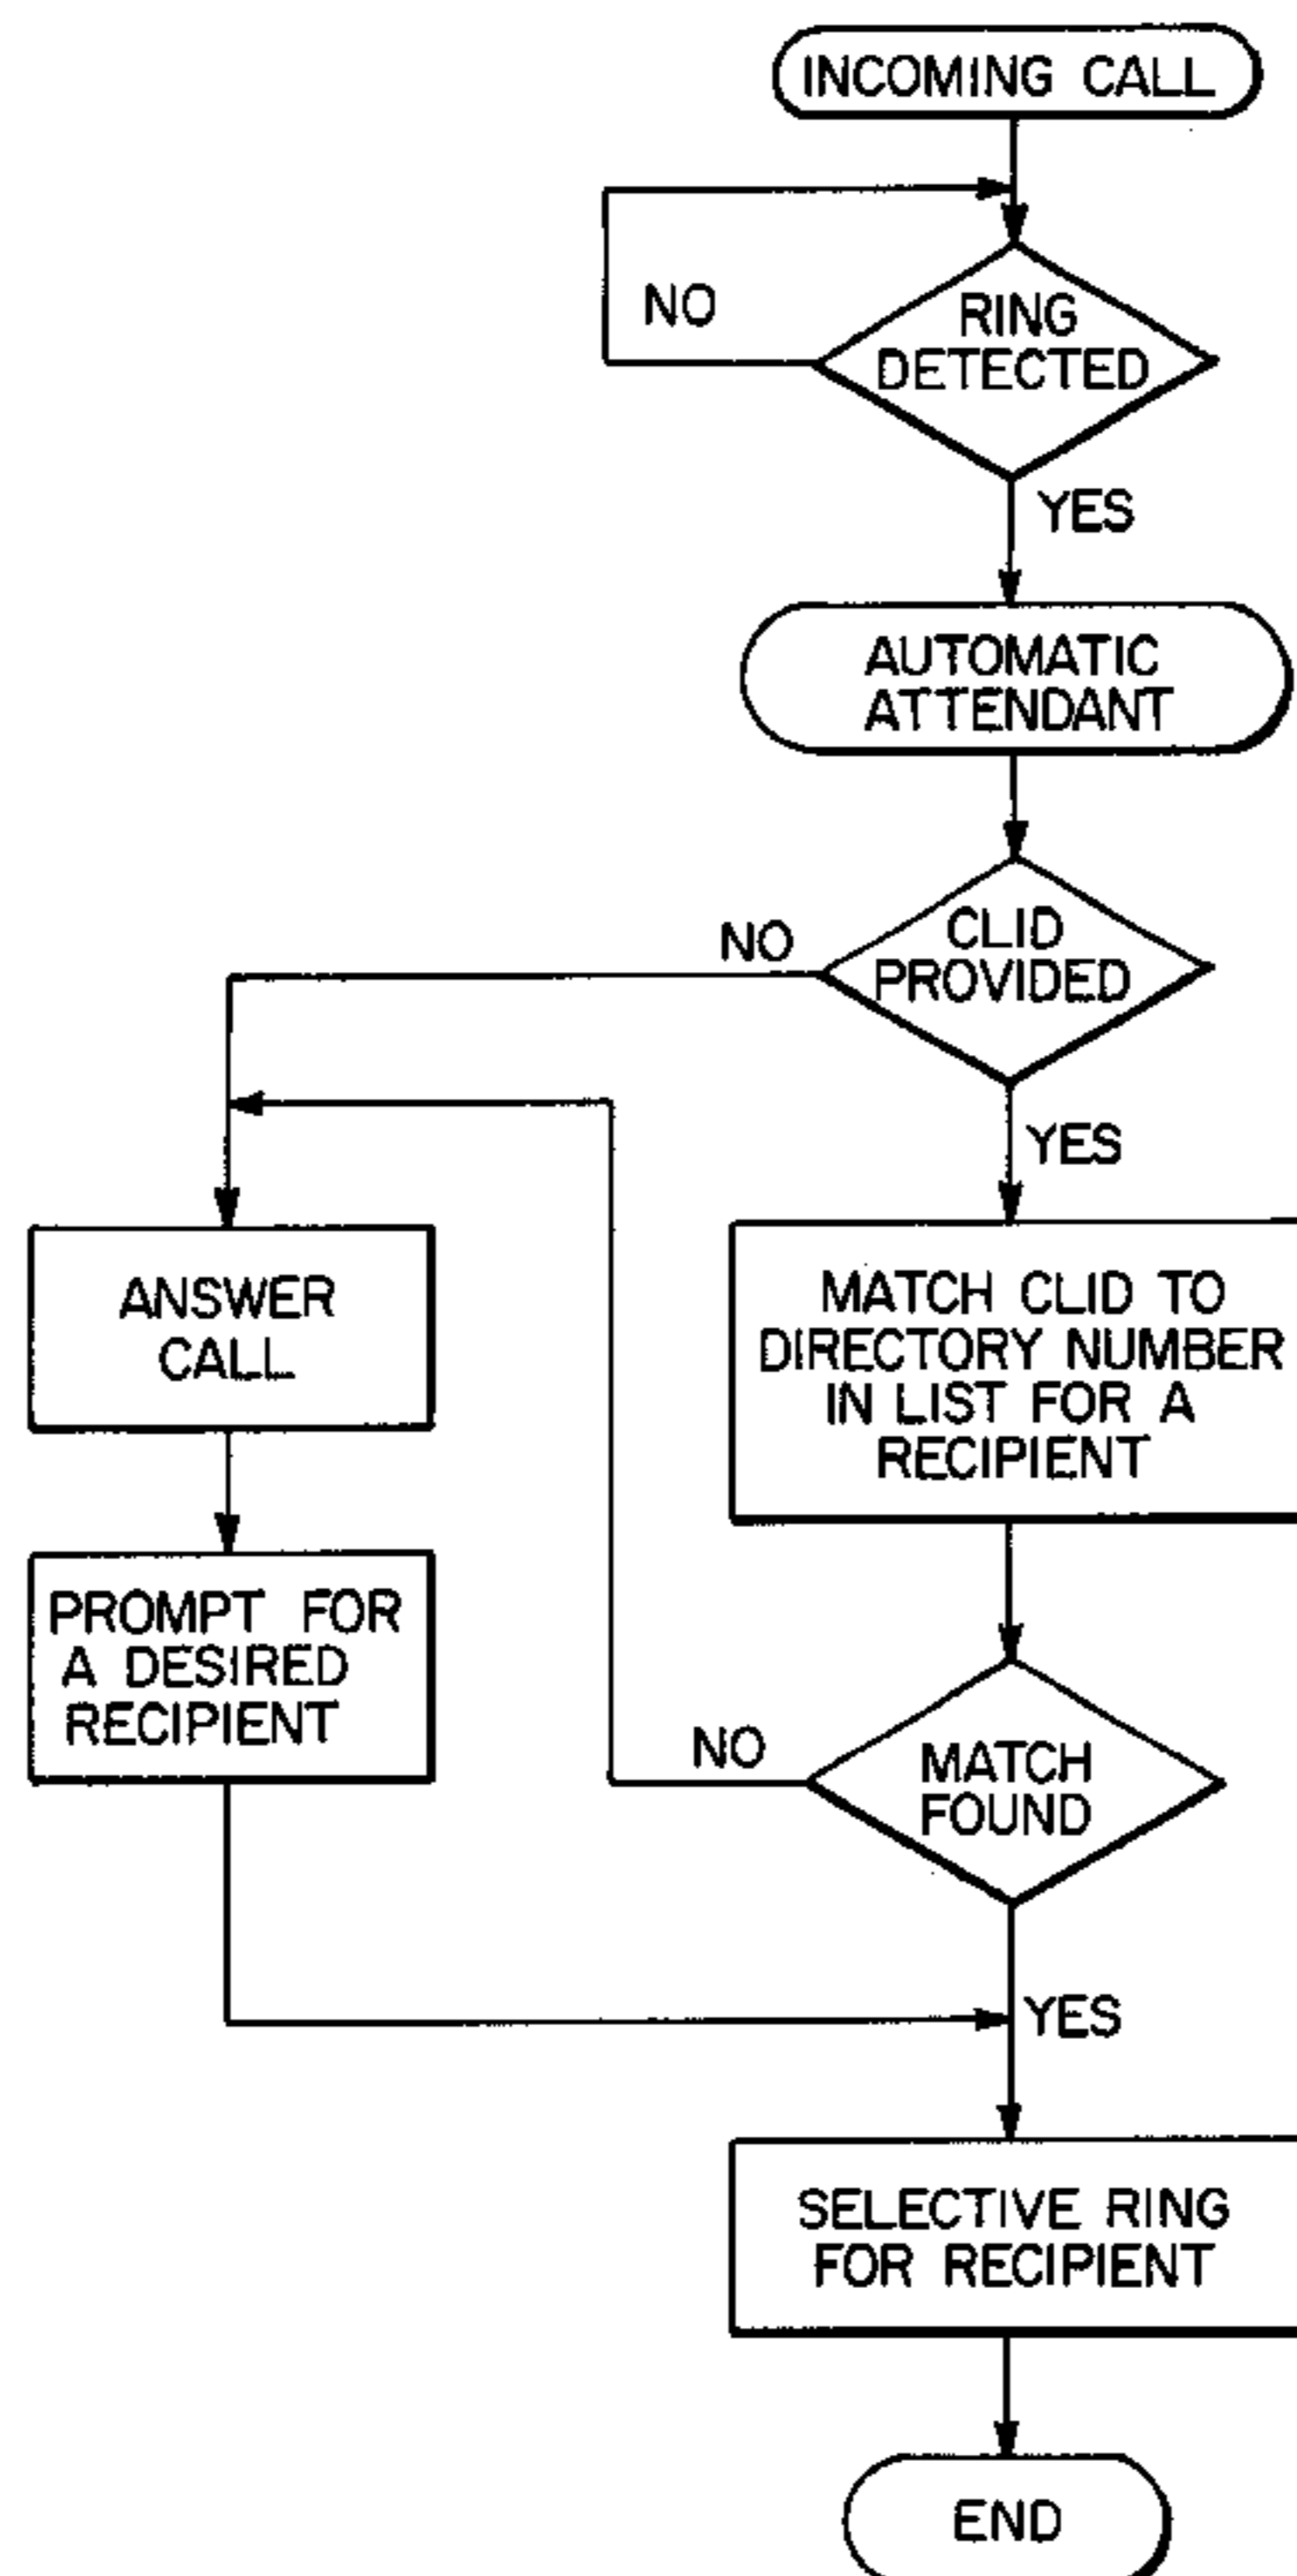 INCOMING CALL
NO
RING
DETECTED
YES
AUTOMATIC
ATTENDANT
NO
CLID
PROVIDED
YES
ANSWER
CALL
MATCH CLID TO
DIRECTORY NUMBER
IN LIST FOR A
RECIPIENT
PROMPT FOR
A DESIRED
RECIPIENT
NO
MATCH
FOUND
YES
SELECTIVE RING
FOR RECIPIENT
END